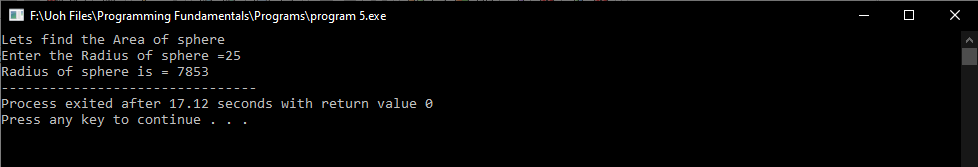 F:\Uoh Files\Programming Fundamentals\Programs\program 5.exe
Lets find the Area of sphere
Enter the Radius of sphere =25
Radius of sphere is = 7853
--------------------------------
Process exited after 17.12 seconds with return value 0
Press any key to continue . . .